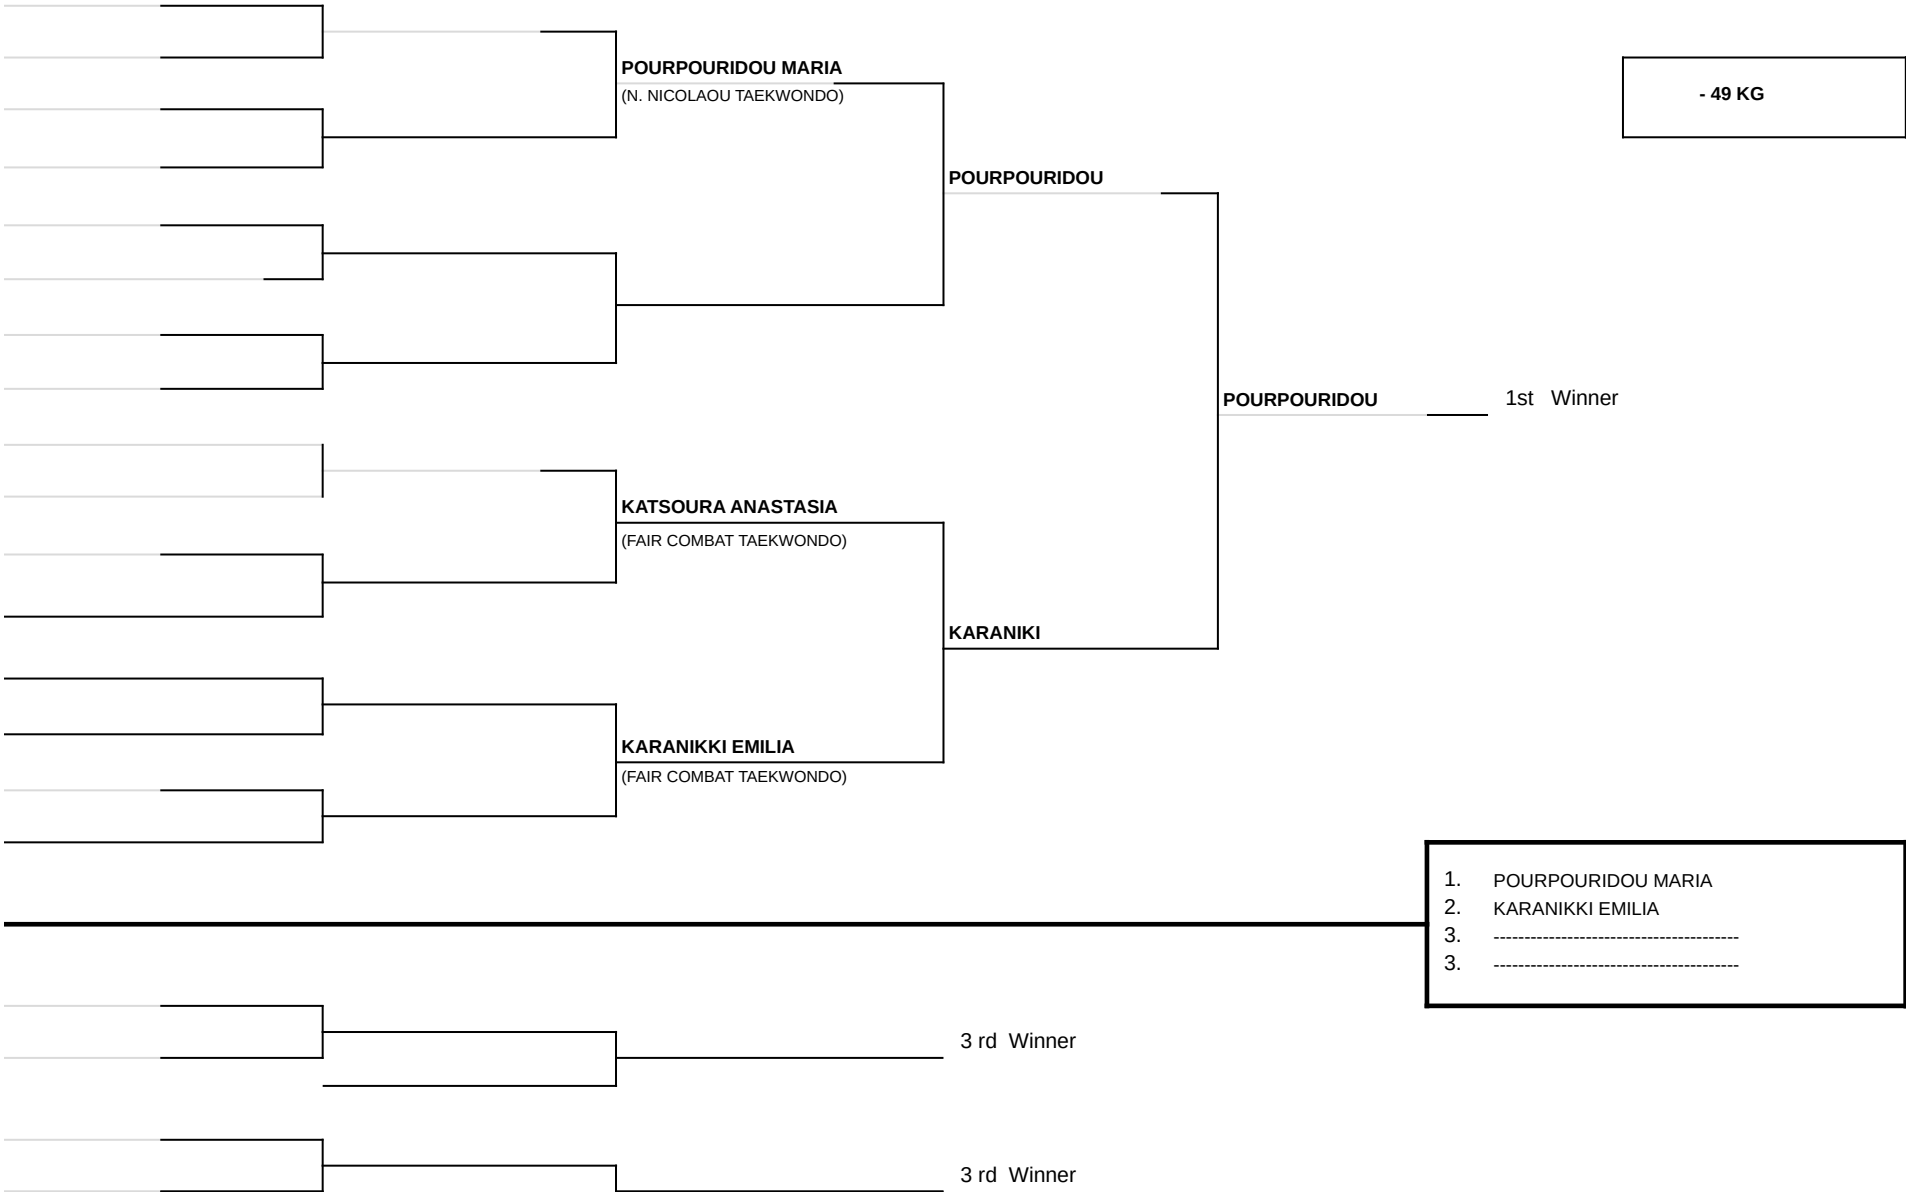 POURPOURIDOU MARIA
(N. NICOLAOU TAEKWONDO)
- 49 KG
POURPOURIDOU
POURPOURIDOU
1st Winner
KATSOURA ANASTASIA
(FAIR COMBAT TAEKWONDO)
KARANIKI
KARANIKKI EMILIA
(FAIR COMBAT TAEKWONDO)
1. POURPOURIDOU MARIA
2. KARANIKKI EMILIA
3. ----------------------------------------
3. ----------------------------------------
3 rd Winner
3 rd Winner